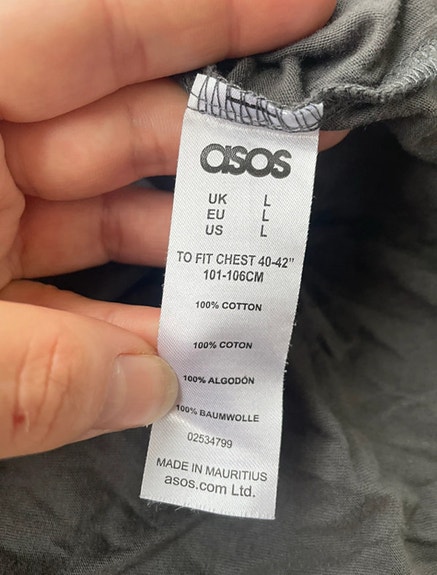 asos
UK L
EU L
US L
TO FIT CHEST 40-42"
101-106CM
100% COTTON
100% COTON
100% ALGODÓN
100% BAUMWOLLE
02534799
MADE IN MAURITIUS
asos.com Ltd.